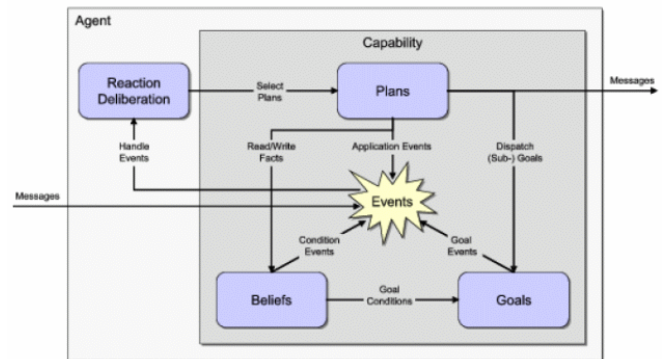 Agent
Capability
Reaction
Deliberation
Select
Plans
Plans
Messages
Handle
Events
Read/Write
Facts
Application Events
Dispatch
(Sub-) Goals
Messages
Events
Condition
Events
Goal
Events
Beliefs
Goal
Conditions
Goals